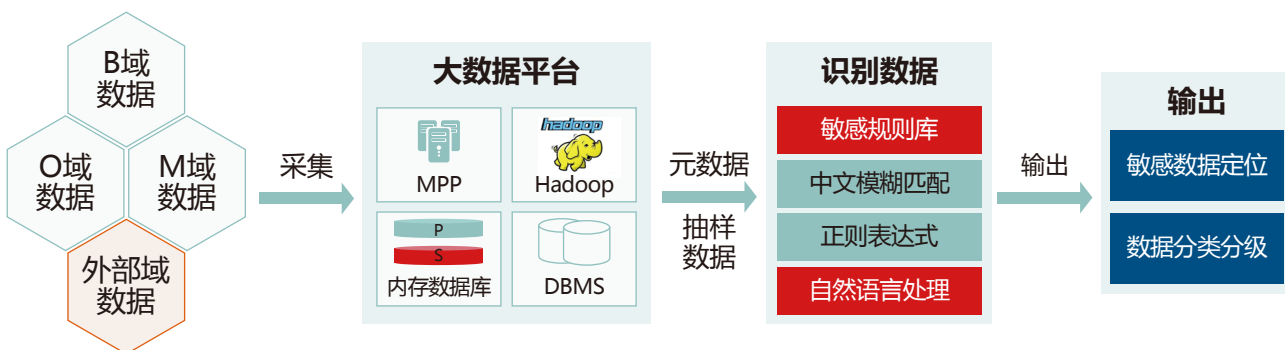 B域
数据
O域
数据
M域
数据
外部域
数据
采集
大数据平台
MPP
hadoop
Hadoop
P
S
内存数据库
DBMS
元数据
抽样
数据
识别数据
敏感规则库
中文模糊匹配
正则表达式
自然语言处理
输出
输出
敏感数据定位
数据分类分级